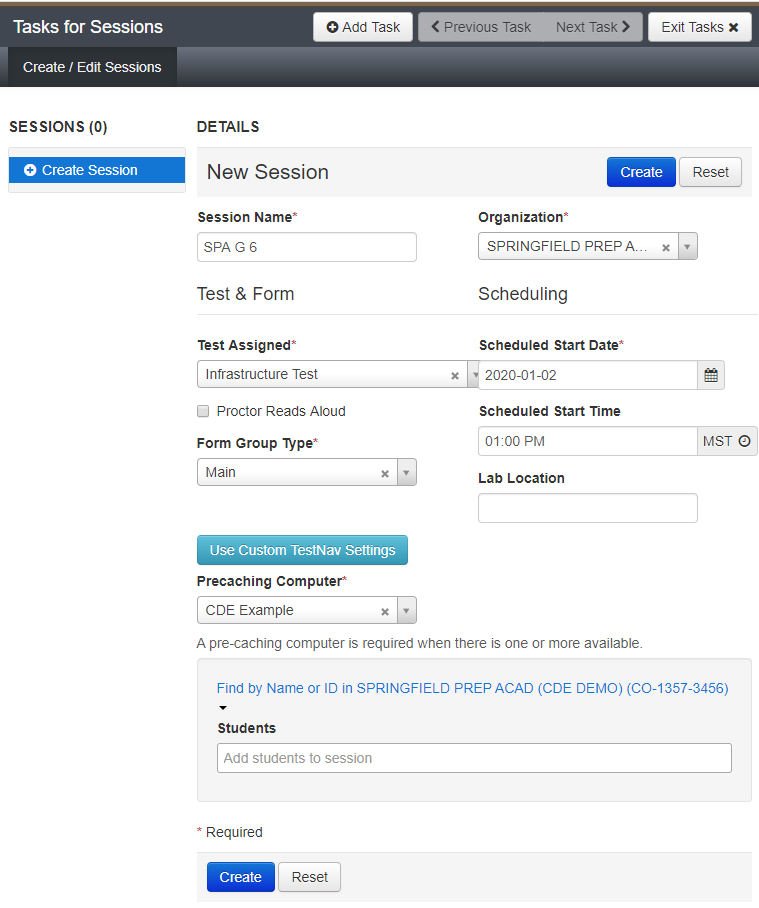 Tasks for Sessions
Add Task
Previous Task
Next Task
Exit Tasks
Create / Edit Sessions
SESSIONS (0)
DETAILS
Create Session
New Session
Create
Reset
Session Name*
Organization*
SPA G 6
SPRINGFIELD PREP A...
Test & Form
Scheduling
Test Assigned*
Scheduled Start Date*
Infrastructure Test
2020-01-02
Proctor Reads Aloud
Scheduled Start Time
Form Group Type*
01:00 PM
MST
Main
Lab Location
Use Custom TestNav Settings
Precaching Computer*
CDE Example
A pre-caching computer is required when there is one or more available.
Find by Name or ID in SPRINGFIELD PREP ACAD (CDE DEMO) (CO-1357-3456)
Students
Add students to session
* Required
Create
Reset